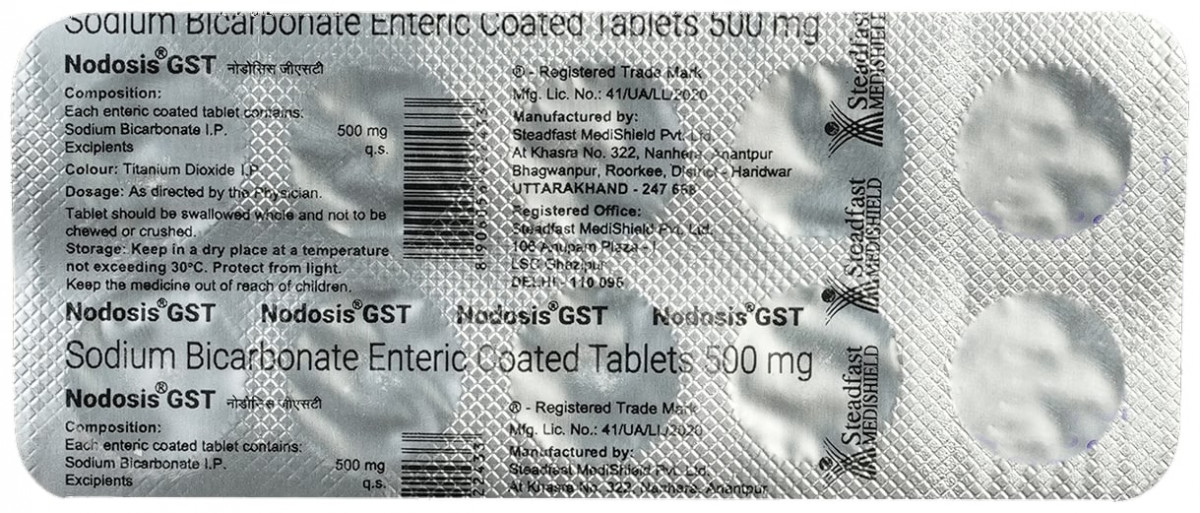 Sodium Bicarbonate Enteric Coated Tablets 500 mg
Nodosis®GST नोडोसिस जीएसटी
Composition:
Each enteric coated tablet contains:
Sodium Bicarbonate I.P. 500 mg
Excipients q.s.
Colour: Titanium Dioxide I.P.
Dosage: As directed by the Physician.
Tablet should be swallowed whole and not to be
chewed or crushed.
Storage: Keep in a dry place at a temperature
not exceeding 30°C. Protect from light.
Keep the medicine out of reach of children.
® - Registered Trade Mark
Mfg. Lic. No.: 41/UA/LL/2020
Manufactured by:
Steadfast MediShield Pvt. Ltd.
At Khasra No. 322, Nanhera, Anantpur
Bhagwanpur, Roorkee, District - Haridwar
UTTARAKHAND - 247 668
Registered Office:
Steadfast MediShield Pvt. Ltd.
106 Anupam Plaza - I
LSC Ghazipur
DELHI - 110 096
Steadfast
MEDISHIELD
Steadfast
MEDISHIELD
Nodosis®GST Nodosis®GST Nodosis®GST Nodosis®GST
Sodium Bicarbonate Enteric Coated Tablets 500 mg
Nodosis®GST नोडोसिस जीएसटी
Composition:
Each enteric coated tablet contains:
Sodium Bicarbonate I.P. 500 mg
Excipients q.s.
® - Registered Trade Mark
Mfg. Lic. No.: 41/UA/LL/2020
Manufactured by:
Steadfast MediShield Pvt. Ltd.
At Khasra No. 322, Nanhera, Anantpur
Steadfast
MEDISHIELD